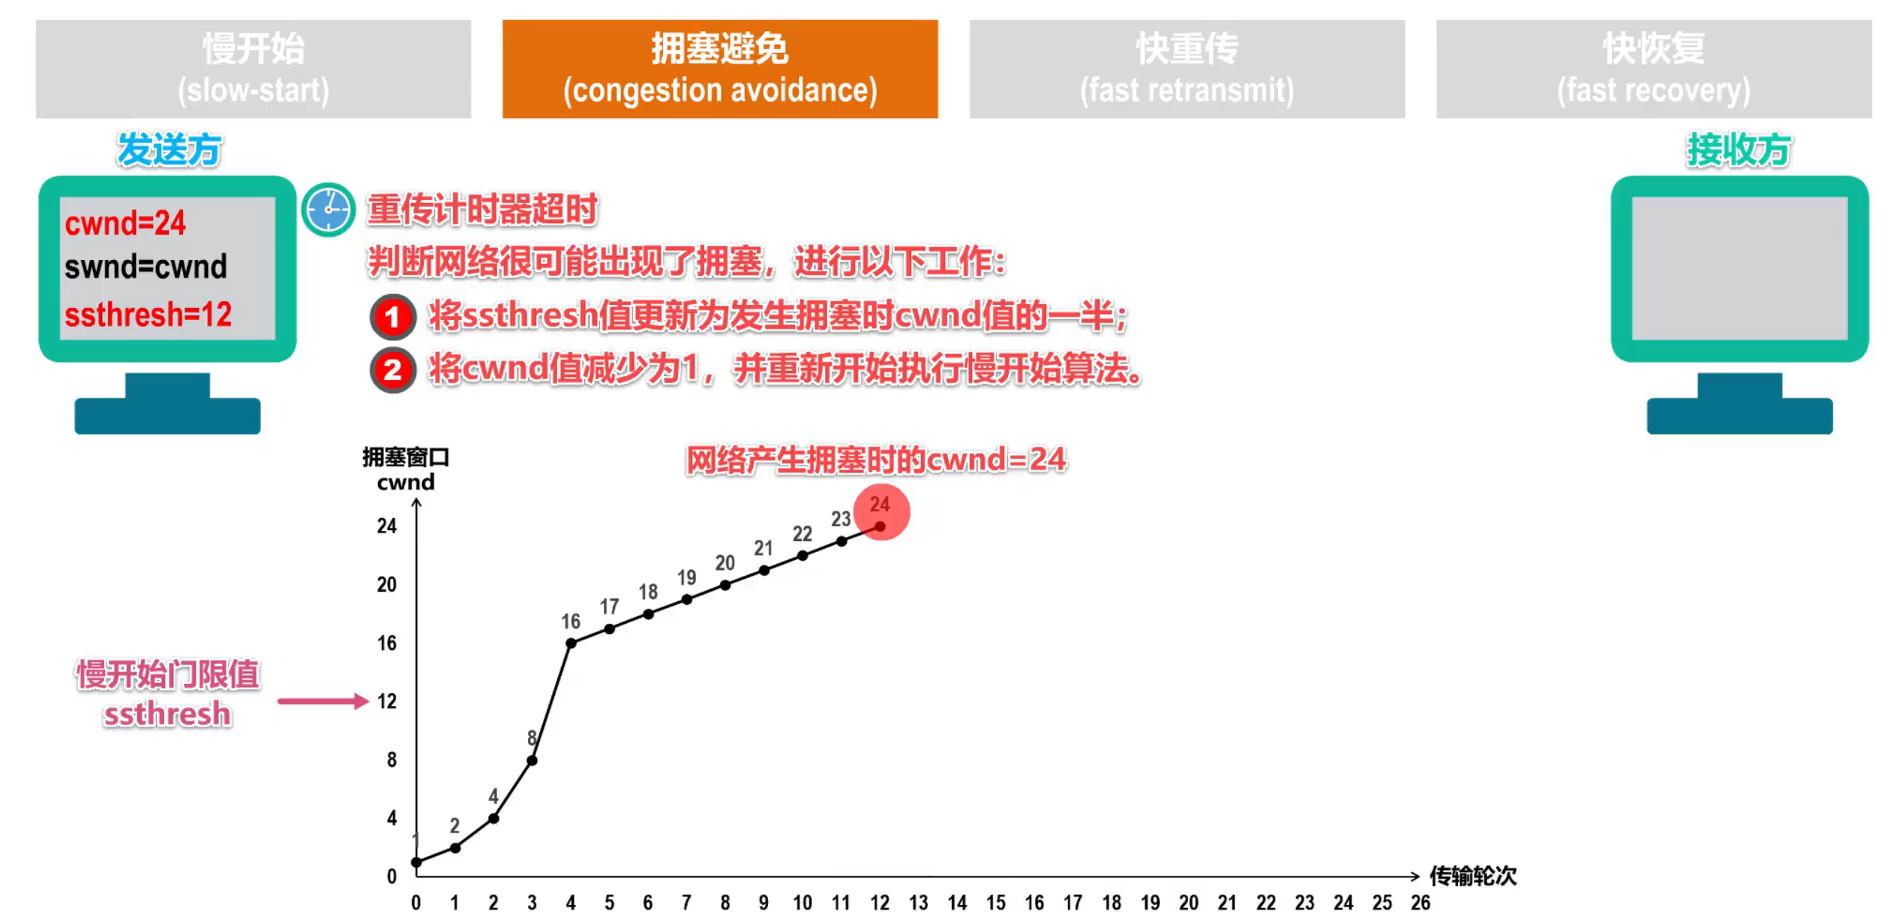 慢开始
(slow-start)
拥塞避免
(congestion avoidance)
快重传
(fast retransmit)
快恢复
(fast recovery)
发送方
接收方
cwnd=24
swnd=cwnd
ssthresh=12
重传计时器超时
判断网络很可能出现了拥塞，进行以下工作：
1 将ssthresh值更新为发生拥塞时cwnd值的一半；
2 将cwnd值减少为1，并重新开始执行慢开始算法。
拥塞窗口
cwnd
网络产生拥塞时的cwnd=24
24
20
16
12
8
4
0
慢开始门限值
ssthresh
1
2
4
8
16
17
18
19
20
21
22
23
24
0 1 2 3 4 5 6 7 8 9 10 11 12 13 14 15 16 17 18 19 20 21 22 23 24 25 26
传输轮次